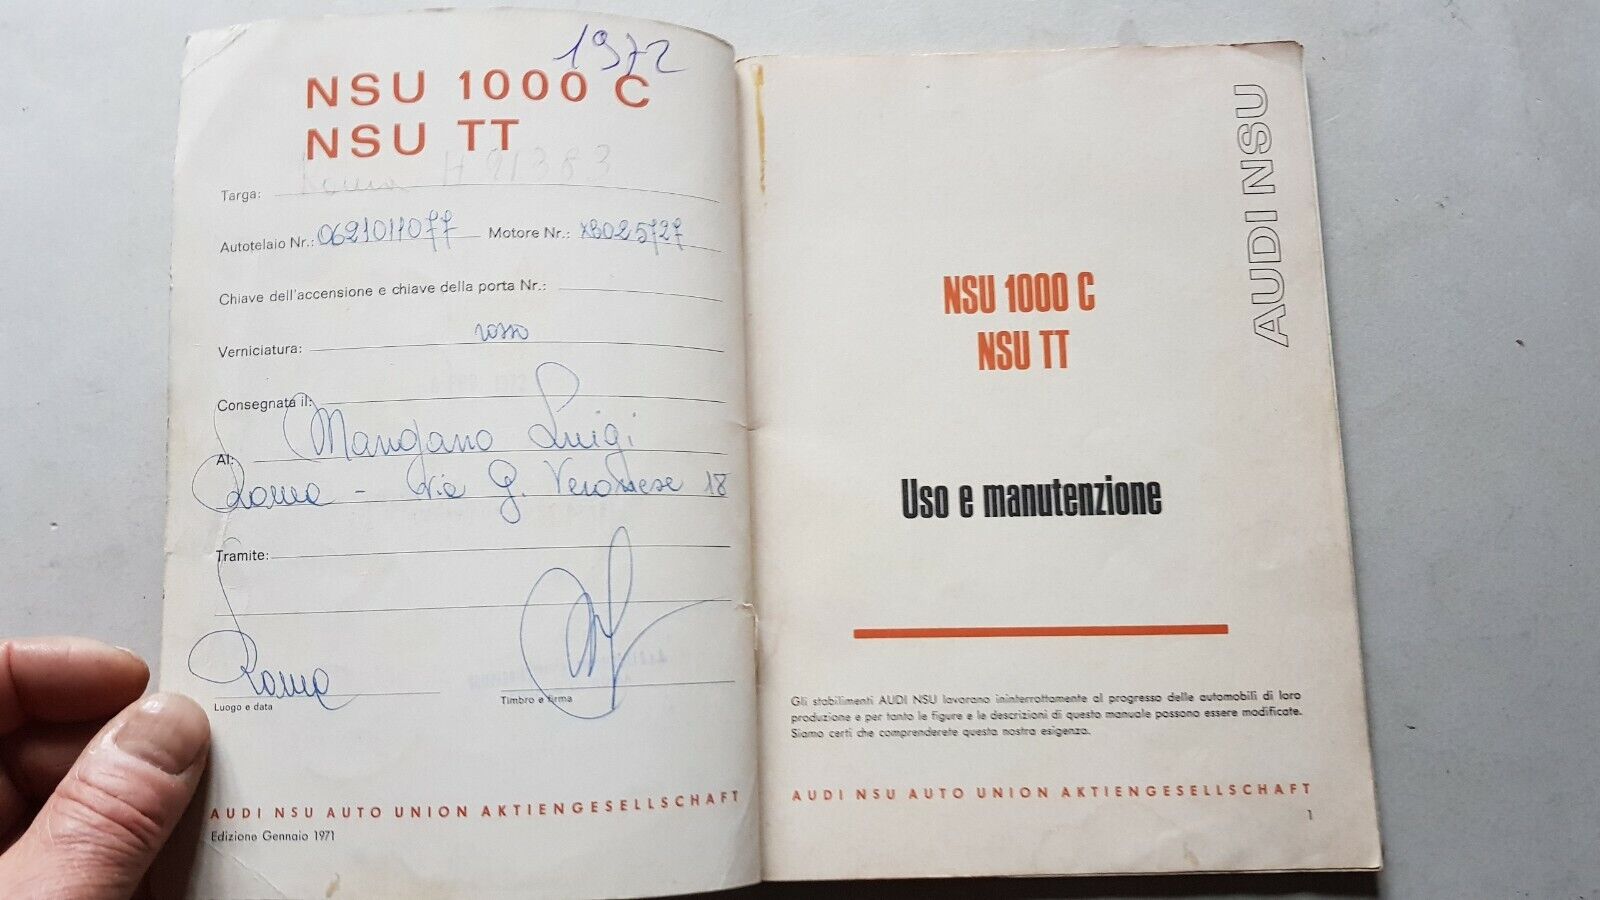 1972
NSU 1000 C
NSU TT
Targa: Roma H91383
Autotelaio Nr.: 0621011077 Motore Nr.: XB025727
Chiave dell'accensione e chiave della porta Nr.:
Verniciatura: rosso
Consegnata il:
Al: Mangano Luigi
Roma - Via G. Veronese 18
Tramite:
Roma
Luogo e data Timbro e firma
AUDI NSU AUTO UNION AKTIENGESELLSCHAFT
Edizione Gennaio 1971
AUDI NSU
NSU 1000 C
NSU TT
Uso e manutenzione
Gli stabilimenti AUDI NSU lavorano ininterrottamente al progresso delle automobili di loro
produzione e per tanto le figure e le descrizioni di questo manuale possono essere modificate.
Siamo certi che comprenderete questa nostra esigenza.
AUDI NSU AUTO UNION AKTIENGESELLSCHAFT
1